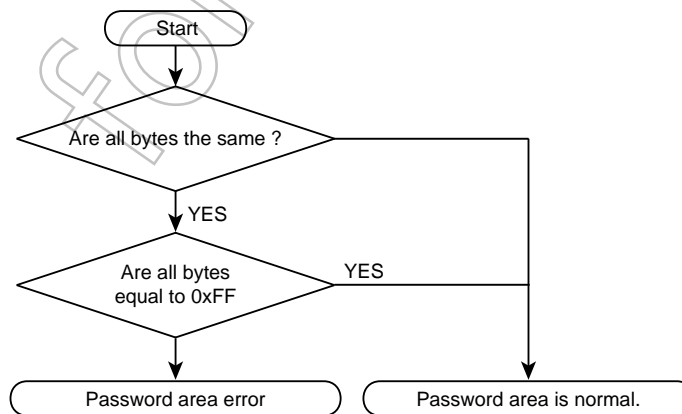 Start
Are all bytes the same ?
YES
Are all bytes
equal to 0xFF
YES
Password area error
Password area is normal.